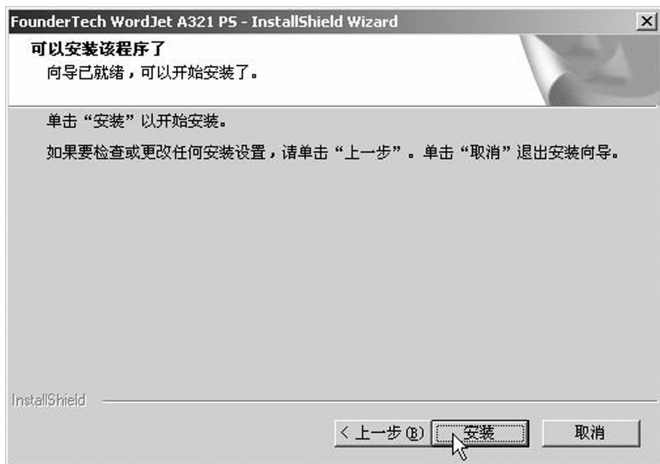 FounderTech WordJet A321 PS - InstallShield Wizard
可以安装该程序了
向导已就绪，可以开始安装了。
单击“安装”以开始安装。
如果要检查或更改任何安装设置，请单击“上一步”。单击“取消”退出安装向导。
InstallShield
< 上一步(B) 安装 取消